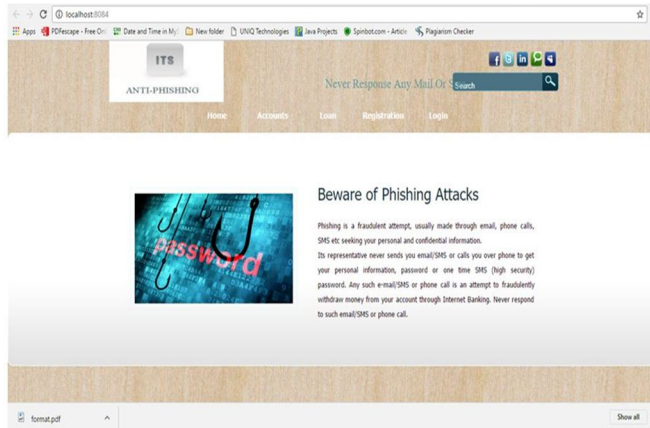 localhost:8084
Apps PDFescape - Free Onl Date and Time in My New folder UNIQ Technologies Java Projects Spinbot.com - Article Plagiarism Checker
ITS
ANTI-PHISHING
Never Response Any Mail Or S
Search
Home Accounts Loan Registration Login
Beware of Phishing Attacks
Phishing is a fraudulent attempt, usually made through email, phone calls,
SMS etc seeking your personal and confidential information.
Its representative never sends you email/SMS or calls you over phone to get
your personal information, password or one time SMS (high security)
password. Any such e-mail/SMS or phone call is an attempt to fraudulently
withdraw money from your account through Internet Banking. Never respond
to such email/SMS or phone call.
password
format.pdf
Show all